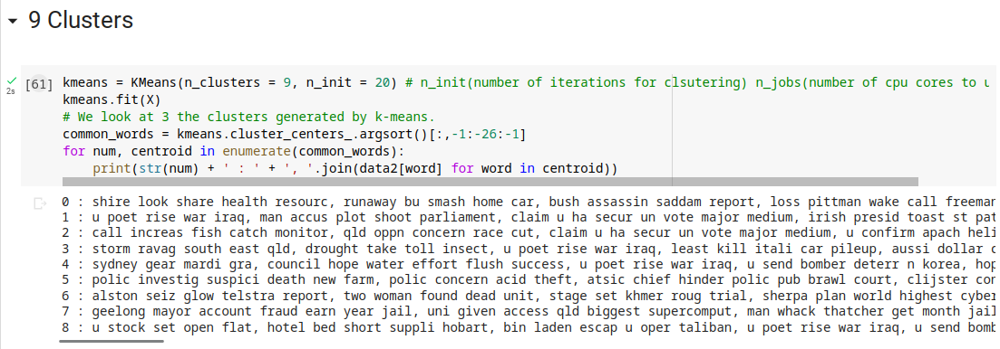 9 Clusters
[61] kmeans = KMeans(n_clusters = 9, n_init = 20) # n_init(number of iterations for clsutering) n_jobs(number of cpu cores to u
2s
kmeans.fit(X)
# We look at 3 the clusters generated by k-means.
common_words = kmeans.cluster_centers_.argsort()[:,-1:-26:-1]
for num, centroid in enumerate(common_words):
    print(str(num) + ' : ' + ', '.join(data2[word] for word in centroid))
0 : shire look share health resourc, runaway bu smash home car, bush assassin saddam report, loss pittman wake call freeman
1 : u poet rise war iraq, man accus plot shoot parliament, claim u ha secur un vote major medium, irish presid toast st pat
2 : call increas fish catch monitor, qld oppn concern race cut, claim u ha secur un vote major medium, u confirm apach heli
3 : storm ravag south east qld, drought take toll insect, u poet rise war iraq, least kill itali car pileup, aussi dollar
4 : sydney gear mardi gra, council hope water effort flush success, u poet rise war iraq, u send bomber deterr n korea, hop
5 : polic investig suspici death new farm, polic concern acid theft, atsic chief hinder polic pub brawl court, clijster con
6 : alston seiz glow telstra report, two woman found dead unit, stage set khmer roug trial, sherpa plan world highest cyber
7 : geelong mayor account fraud earn year jail, uni given access qld biggest supercomput, man whack thatcher get month jail
8 : u stock set open flat, hotel bed short suppli hobart, bin laden escap u oper taliban, u poet rise war iraq, u send bomb